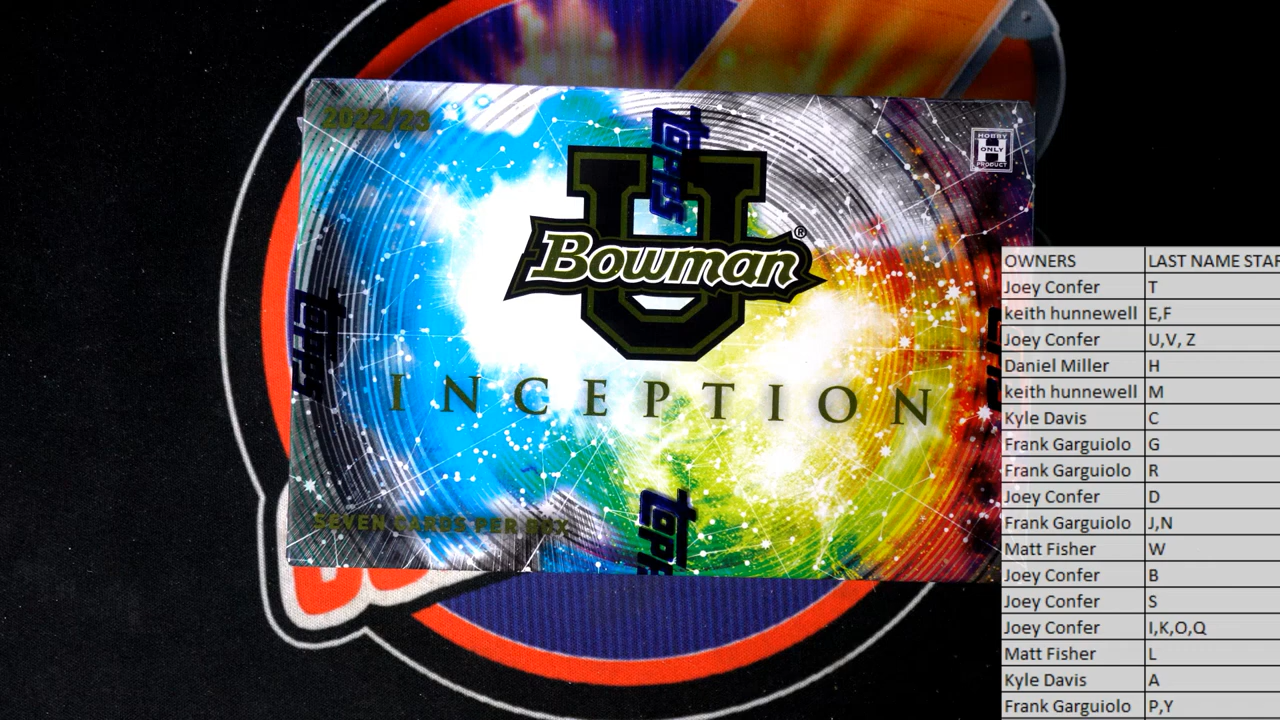 2022/23
HOBBY
ONLY
H
PRODUCT
topps
U
Bowman®
INCEPTION
topps
SEVEN CARDS PER BOX
OWNERS LAST NAME STAR
Joey Confer T
keith hunnewell E,F
Joey Confer U,V, Z
Daniel Miller H
keith hunnewell M
Kyle Davis C
Frank Garguiolo G
Frank Garguiolo R
Joey Confer D
Frank Garguiolo J,N
Matt Fisher W
Joey Confer B
Joey Confer S
Joey Confer I,K,O,Q
Matt Fisher L
Kyle Davis A
Frank Garguiolo P,Y